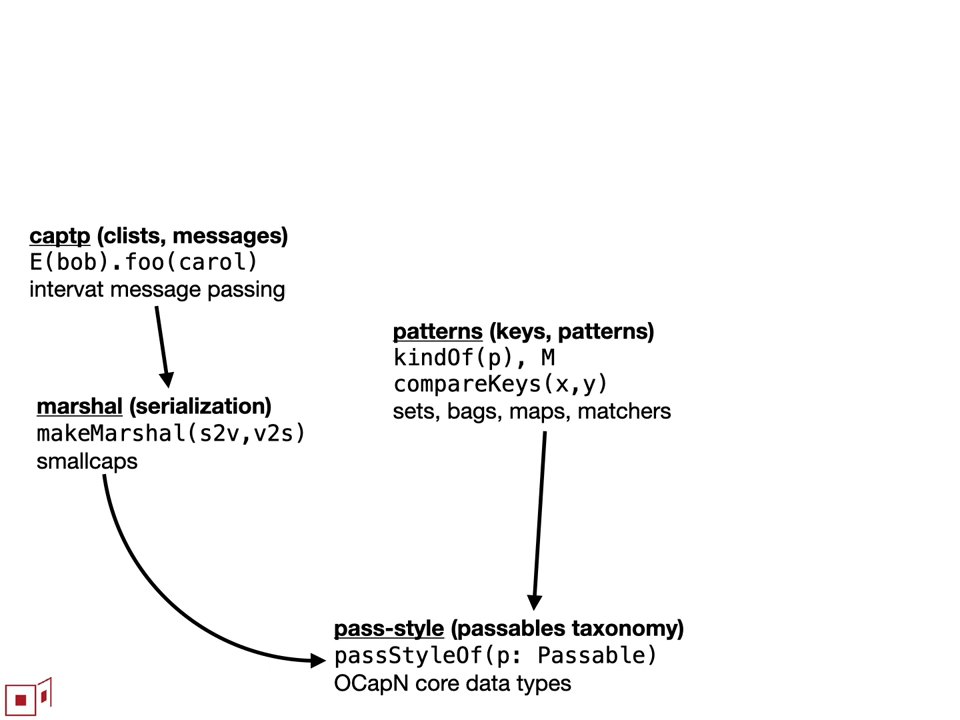 captp (clists, messages)
E(bob).foo(carol)
intervat message passing
patterns (keys, patterns)
kindOf(p), M
compareKeys(x,y)
sets, bags, maps, matchers
marshal (serialization)
makeMarshal(s2v,v2s)
smallcaps
pass-style (passables taxonomy)
passStyleOf(p: Passable)
OCapN core data types